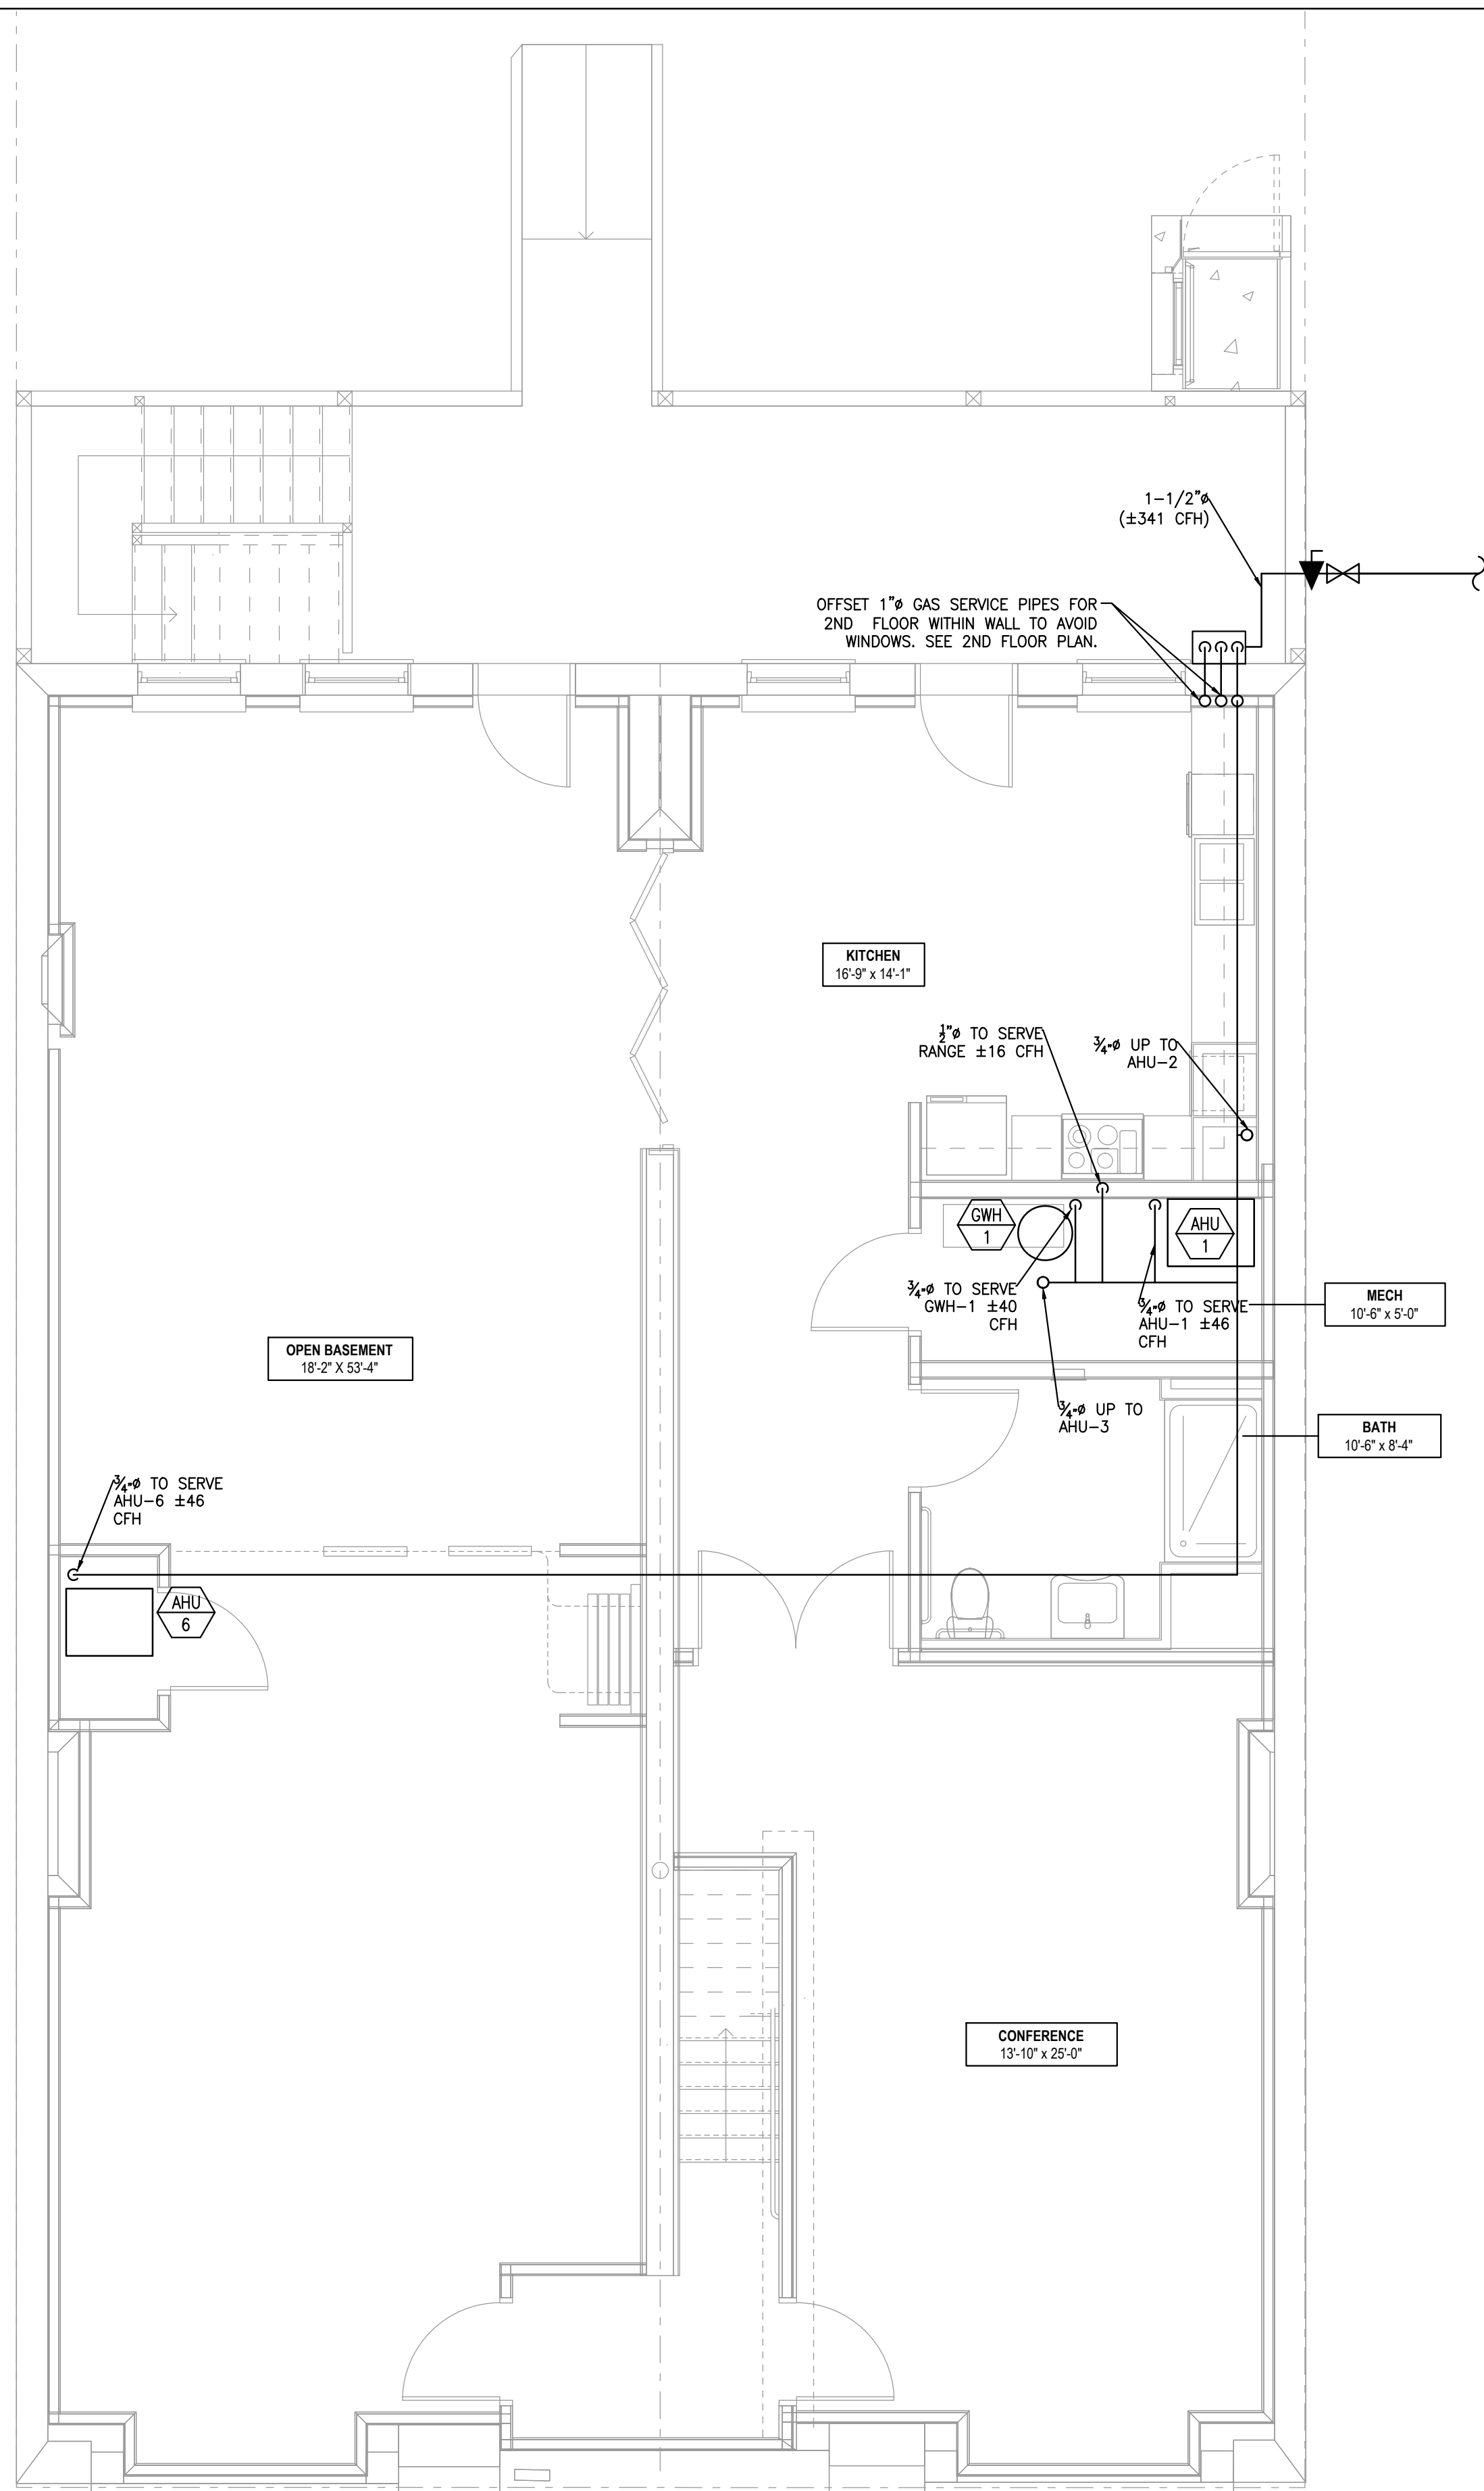 1-1/2"ø
(±341 CFH)
OFFSET 1"ø GAS SERVICE PIPES FOR
2ND FLOOR WITHIN WALL TO AVOID
WINDOWS. SEE 2ND FLOOR PLAN.
KITCHEN
16'-9" x 14'-1"
½"ø TO SERVE
RANGE ±16 CFH
¾"ø UP TO
AHU-2
GWH
1
AHU
1
¾"ø TO SERVE
GWH-1 ±40
CFH
¾"ø TO SERVE
AHU-1 ±46
CFH
MECH
10'-6" x 5'-0"
OPEN BASEMENT
18'-2" X 53'-4"
¾"ø UP TO
AHU-3
BATH
10'-6" x 8'-4"
¾"ø TO SERVE
AHU-6 ±46
CFH
AHU
6
CONFERENCE
13'-10" x 25'-0"